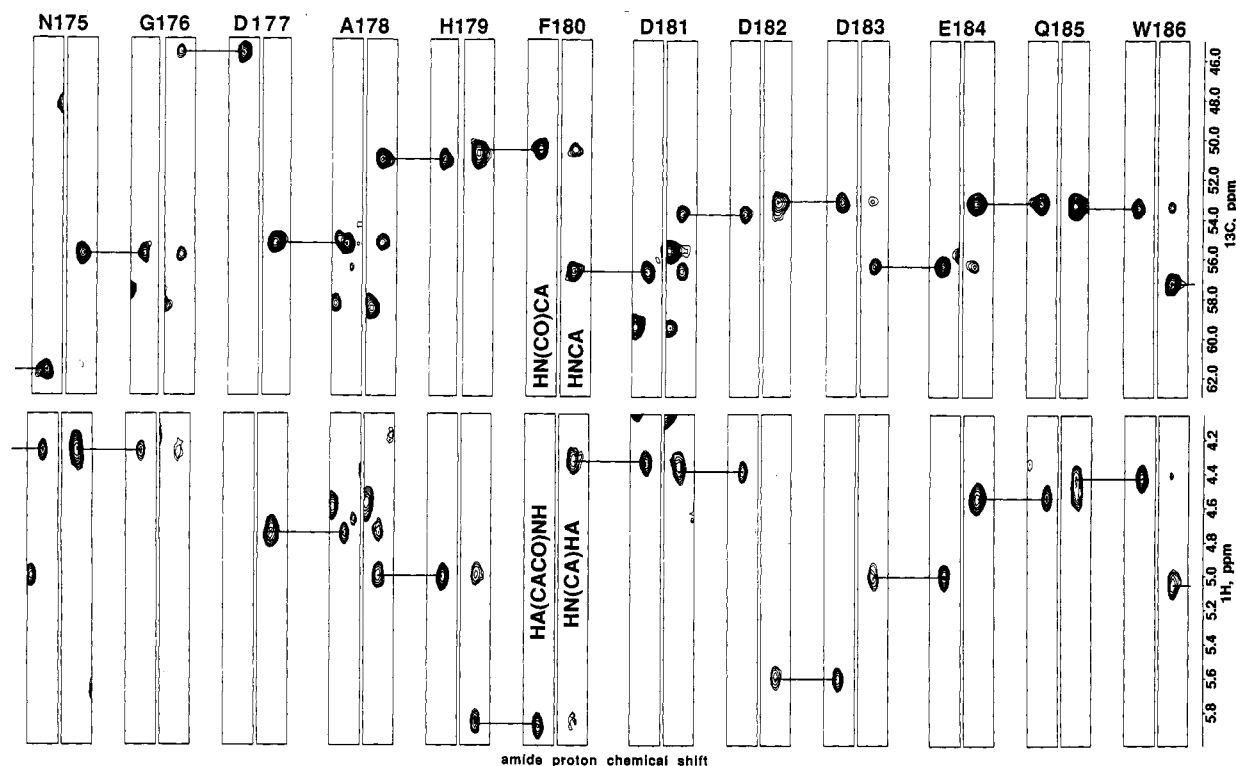 N175 G176 D177 A178 H179 F180 D181 D182 D183 E184 Q185 W186
HN(CO)CA
HNCA
46.0
48.0
50.0
52.0
54.0
56.0
58.0
60.0
62.0
13C, ppm
HA(CACO)NH
HN(CA)HA
4.2
4.4
4.6
4.8
5.0
5.2
5.4
5.6
5.8
1H, ppm
amide proton chemical shift